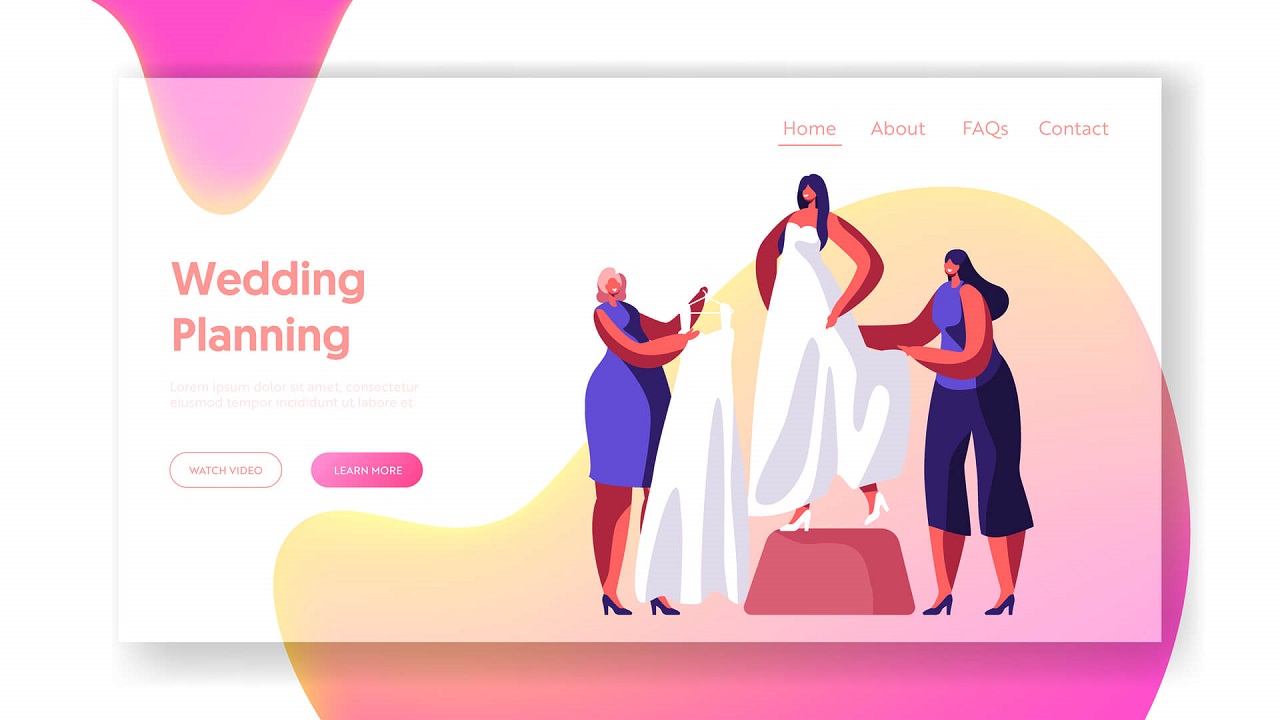 Home About FAQs Contact
Wedding
Planning
Lorem ipsum dolor sit amet, consectetur
eiusmod tempor incididunt ut labore et
WATCH VIDEO LEARN MORE